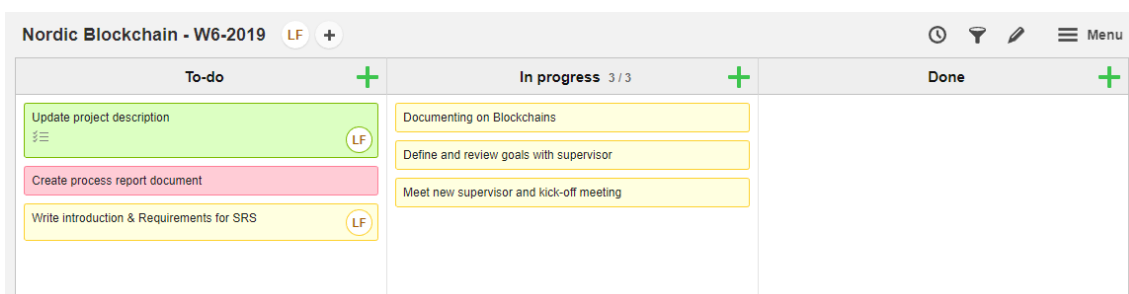 Nordic Blockchain - W6-2019 LF + Menu
To-do
Update project description
LF
Create process report document
Write introduction & Requirements for SRS
LF
In progress 3 / 3
Documenting on Blockchains
Define and review goals with supervisor
Meet new supervisor and kick-off meeting
Done